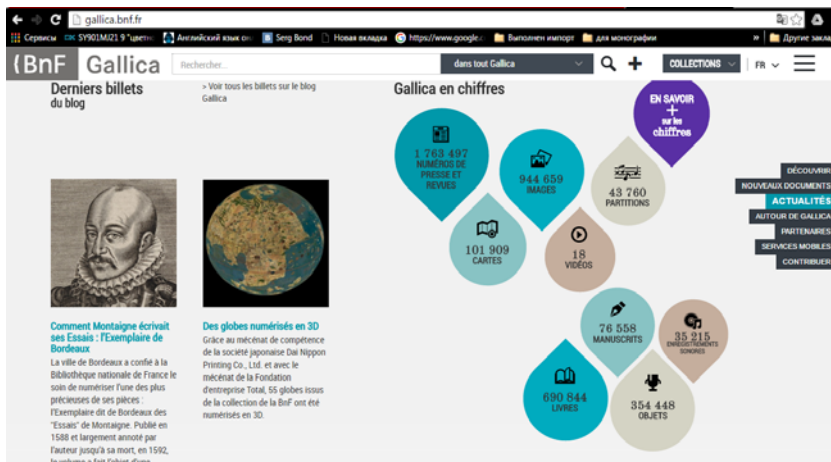 gallica.bnf.fr
Сервисы
SY901MJ21 9 "цветн
Английский язык он
Serg Bond
Новая вкладка
https://www.google.
Выполнен импорт
для монографии
»
Другие закла
{BnF Gallica
Rechercher...
dans tout Gallica
COLLECTIONS
FR
Derniers billets
du blog
> Voir tous les billets sur le blog
Gallica
Comment Montaigne écrivait
ses Essais : l'Exemplaire de
Bordeaux
La ville de Bordeaux a confié à la
Bibliothèque nationale de France le
soin de numériser l'une des plus
précieuses de ses pièces :
l'Exemplaire dit de Bordeaux des
"Essais" de Montaigne. Publié en
1588 et largement annoté par
l'auteur jusqu'à sa mort, en 1592,
le volume a fait l'objet d'une
Des globes numérisés en 3D
Grâce au mécénat de compétence
de la société japonaise Dai Nippon
Printing Co., Ltd. et avec le
mécénat de la Fondation
d'entreprise Total, 55 globes issus
de la collection de la BnF ont été
numérisés en 3D.
Gallica en chiffres
EN SAVOIR
+
sur les
chiffres
1 763 497
NUMÉROS DE
PRESSE ET
REVUES
944 659
IMAGES
43 760
PARTITIONS
101 909
CARTES
18
VIDÉOS
76 558
MANUSCRITS
35 215
ENREGISTREMENTS
SONORES
690 844
LIVRES
354 448
OBJETS
DÉCOUVRIR
NOUVEAUX DOCUMENTS
ACTUALITÉS
AUTOUR DE GALLICA
PARTENAIRES
SERVICES MOBILES
CONTRIBUER